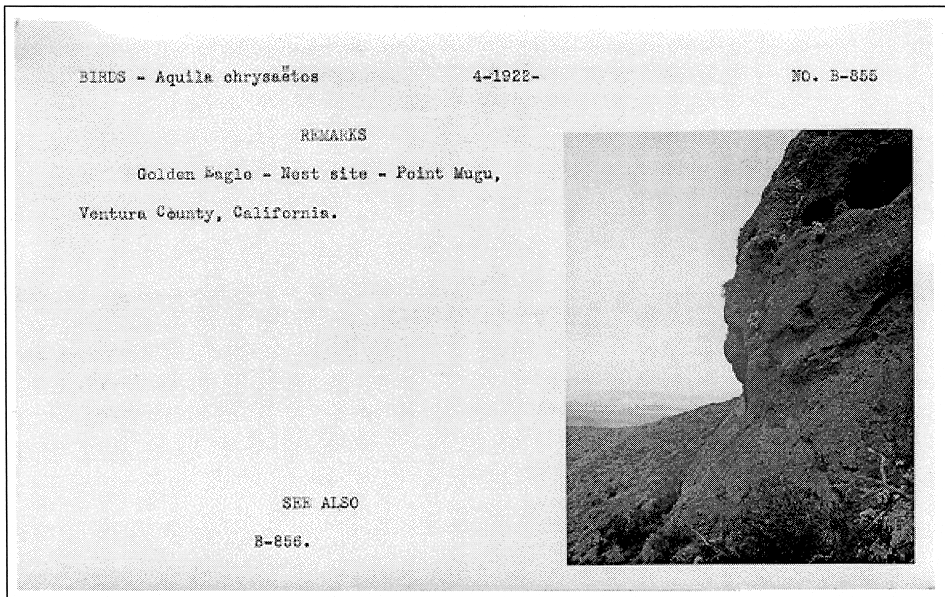 BIRDS - Aquila chrysaëtos 4-1922- NO. B-855
REMARKS
Golden Eagle - Nest site - Point Mugu,
Ventura County, California.
SEE ALSO
B-856.